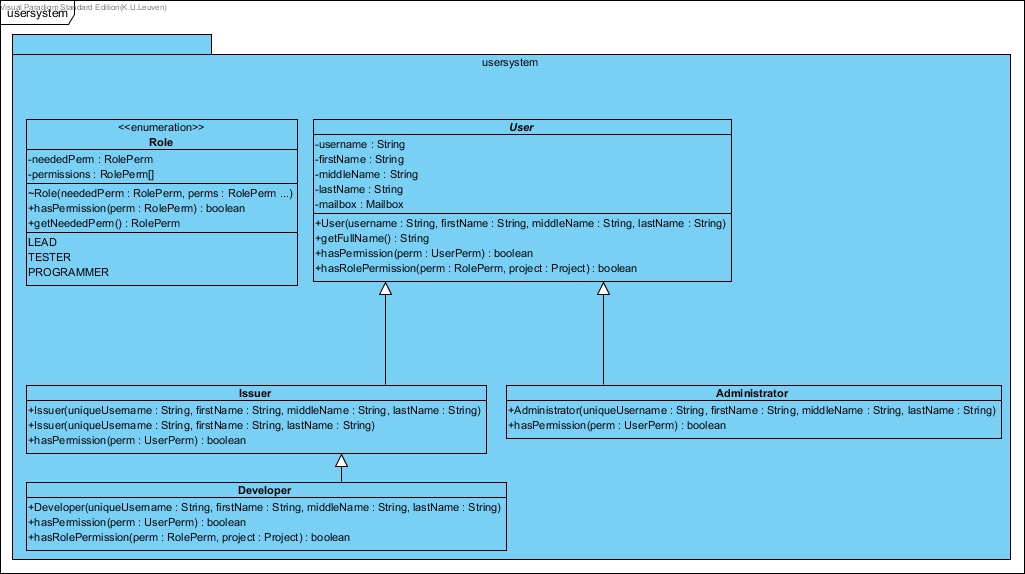 Visual Paradigm Standard Edition(K.U.Leuven)
usersystem
usersystem
<<enumeration>>
Role
-neededPerm : RolePerm
-permissions : RolePerm[]
~Role(neededPerm : RolePerm, perms : RolePerm ...)
+hasPermission(perm : RolePerm) : boolean
+getNeededPerm() : RolePerm
LEAD
TESTER
PROGRAMMER
User
-username : String
-firstName : String
-middleName : String
-lastName : String
-mailbox : Mailbox
+User(username : String, firstName : String, middleName : String, lastName : String)
+getFullName() : String
+hasPermission(perm : UserPerm) : boolean
+hasRolePermission(perm : RolePerm, project : Project) : boolean
Issuer
+Issuer(uniqueUsername : String, firstName : String, middleName : String, lastName : String)
+Issuer(uniqueUsername : String, firstName : String, lastName : String)
+hasPermission(perm : UserPerm) : boolean
Administrator
+Administrator(uniqueUsername : String, firstName : String, middleName : String, lastName : String)
+hasPermission(perm : UserPerm) : boolean
Developer
+Developer(uniqueUsername : String, firstName : String, middleName : String, lastName : String)
+hasPermission(perm : UserPerm) : boolean
+hasRolePermission(perm : RolePerm, project : Project) : boolean